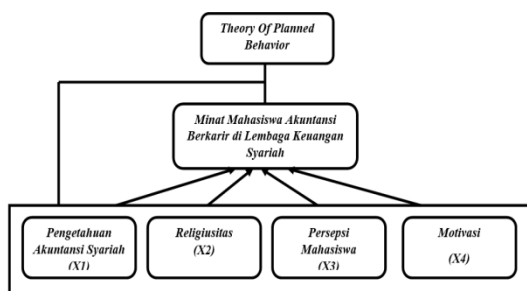 Theory Of Planned
Behavior
Minat Mahasiswa Akuntansi
Berkarir di Lembaga Keuangan
Syariah
Pengetahuan
Akuntansi Syariah
(X1)
Religiusitas
(X2)
Persepsi
Mahasiswa
(X3)
Motivasi
(X4)